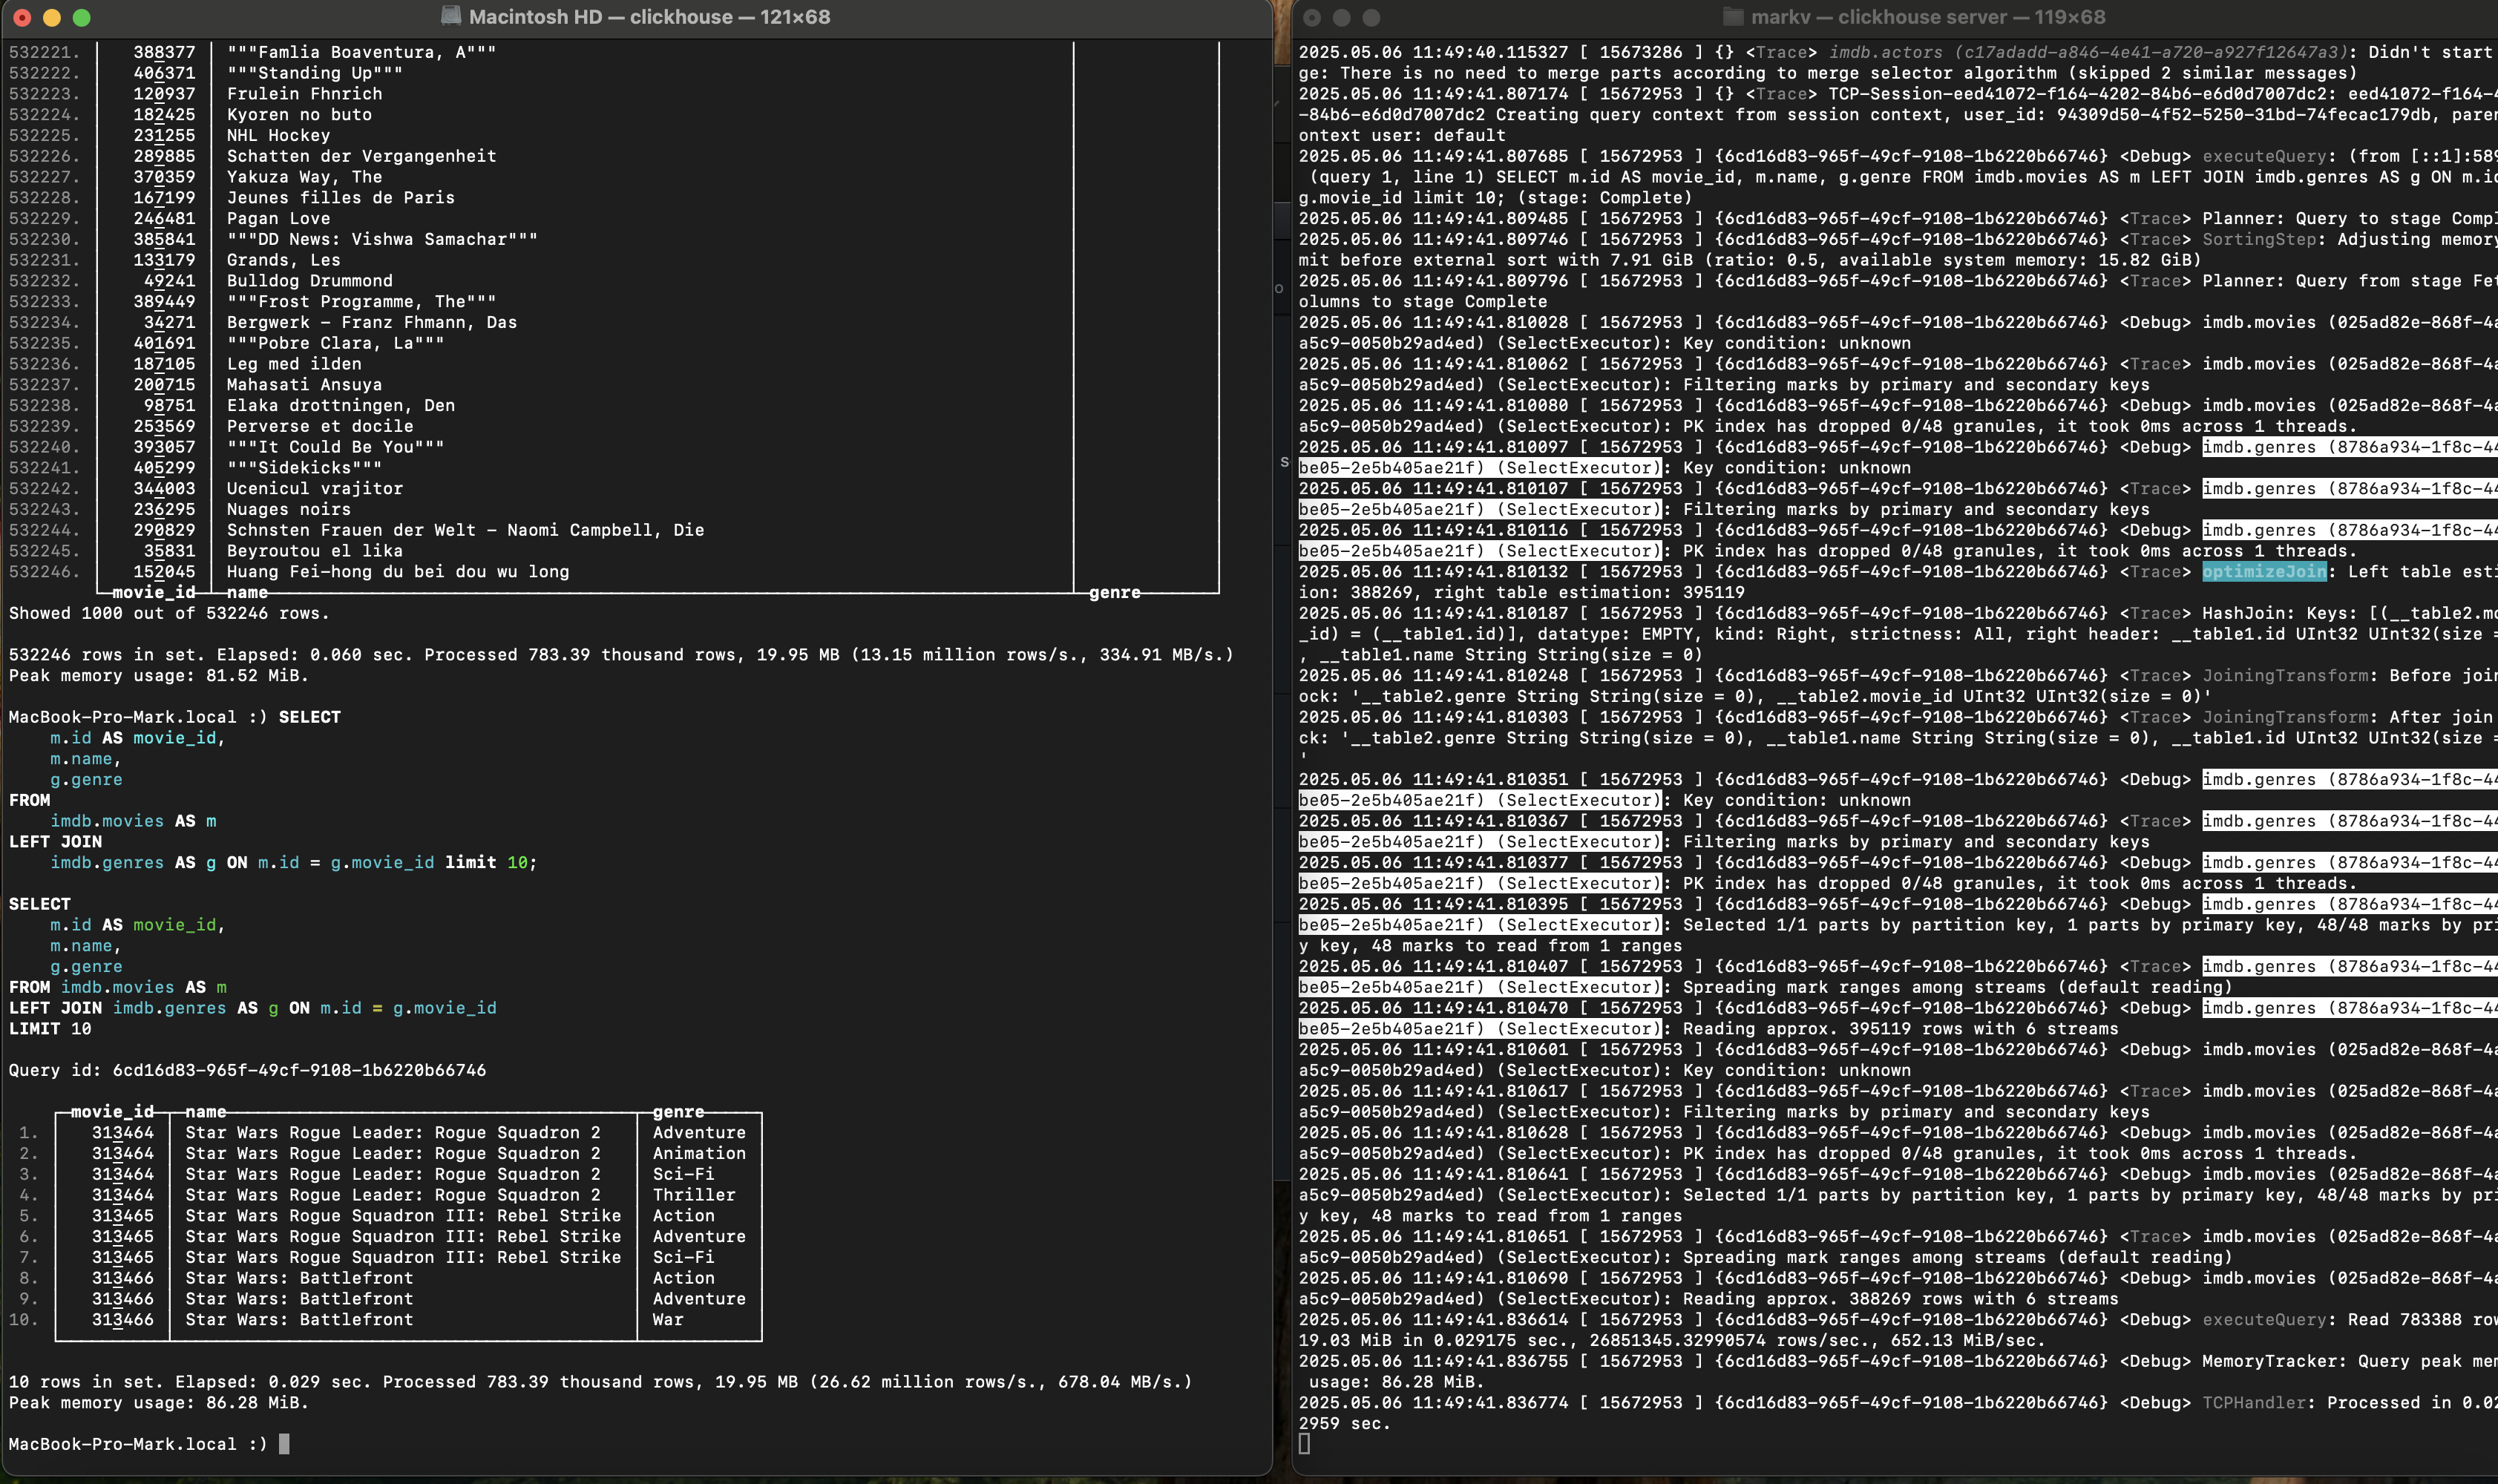 Macintosh HD — clickhouse — 121×68
532221. 388377 """Famlia Boaventura, A"""
532222. 406371 """Standing Up"""
532223. 120937 Frulein Fhnrich
532224. 182425 Kyoren no buto
532225. 231255 NHL Hockey
532226. 289885 Schatten der Vergangenheit
532227. 370359 Yakuza Way, The
532228. 167199 Jeunes filles de Paris
532229. 246481 Pagan Love
532230. 385841 """DD News: Vishwa Samachar"""
532231. 133179 Grands, Les
532232. 49241 Bulldog Drummond
532233. 389449 """Frost Programme, The"""
532234. 34271 Bergwerk - Franz Fhmann, Das
532235. 401691 """Pobre Clara, La"""
532236. 187105 Leg med ilden
532237. 200715 Mahasati Ansuya
532238. 98751 Elaka drottningen, Den
532239. 253569 Perverse et docile
532240. 393057 """It Could Be You"""
532241. 405299 """Sidekicks"""
532242. 344003 Ucenicul vrajitor
532243. 236295 Nuages noirs
532244. 290829 Schnsten Frauen der Welt - Naomi Campbell, Die
532245. 35831 Beyroutou el lika
532246. 152045 Huang Fei-hong du bei dou wu long
movie_id name genre
Showed 1000 out of 532246 rows.
532246 rows in set. Elapsed: 0.060 sec. Processed 783.39 thousand rows, 19.95 MB (13.15 million rows/s., 334.91 MB/s.)
Peak memory usage: 81.52 MiB.
MacBook-Pro-Mark.local :) SELECT
m.id AS movie_id,
m.name,
g.genre
FROM
imdb.movies AS m
LEFT JOIN
imdb.genres AS g ON m.id = g.movie_id limit 10;
SELECT
m.id AS movie_id,
m.name,
g.genre
FROM imdb.movies AS m
LEFT JOIN imdb.genres AS g ON m.id = g.movie_id
LIMIT 10
Query id: 6cd16d83-965f-49cf-9108-1b6220b66746
movie_id name genre
1. 313464 Star Wars Rogue Leader: Rogue Squadron 2 Adventure
2. 313464 Star Wars Rogue Leader: Rogue Squadron 2 Animation
3. 313464 Star Wars Rogue Leader: Rogue Squadron 2 Sci-Fi
4. 313464 Star Wars Rogue Leader: Rogue Squadron 2 Thriller
5. 313465 Star Wars Rogue Squadron III: Rebel Strike Action
6. 313465 Star Wars Rogue Squadron III: Rebel Strike Adventure
7. 313465 Star Wars Rogue Squadron III: Rebel Strike Sci-Fi
8. 313466 Star Wars: Battlefront Action
9. 313466 Star Wars: Battlefront Adventure
10. 313466 Star Wars: Battlefront War
10 rows in set. Elapsed: 0.029 sec. Processed 783.39 thousand rows, 19.95 MB (26.62 million rows/s., 678.04 MB/s.)
Peak memory usage: 86.28 MiB.
MacBook-Pro-Mark.local :)
markv — clickhouse server — 119×68
2025.05.06 11:49:40.115327 [ 15673286 ] {} <Trace> imdb.actors (c17adadd-a846-4e41-a720-a927f12647a3): Didn't start
ge: There is no need to merge parts according to merge selector algorithm (skipped 2 similar messages)
2025.05.06 11:49:41.807174 [ 15672953 ] {} <Trace> TCP-Session-eed41072-f164-4202-84b6-e6d0d7007dc2: eed41072-f164-4
-84b6-e6d0d7007dc2 Creating query context from session context, user_id: 94309d50-4f52-5250-31bd-74fecac179db, paren
ontext user: default
2025.05.06 11:49:41.807685 [ 15672953 ] {6cd16d83-965f-49cf-9108-1b6220b66746} <Debug> executeQuery: (from [::1]:589
(query 1, line 1) SELECT m.id AS movie_id, m.name, g.genre FROM imdb.movies AS m LEFT JOIN imdb.genres AS g ON m.id
g.movie_id limit 10; (stage: Complete)
2025.05.06 11:49:41.809485 [ 15672953 ] {6cd16d83-965f-49cf-9108-1b6220b66746} <Trace> Planner: Query to stage Compl
2025.05.06 11:49:41.809746 [ 15672953 ] {6cd16d83-965f-49cf-9108-1b6220b66746} <Trace> SortingStep: Adjusting memory
mit before external sort with 7.91 GiB (ratio: 0.5, available system memory: 15.82 GiB)
2025.05.06 11:49:41.809796 [ 15672953 ] {6cd16d83-965f-49cf-9108-1b6220b66746} <Trace> Planner: Query from stage Fet
olumns to stage Complete
2025.05.06 11:49:41.810028 [ 15672953 ] {6cd16d83-965f-49cf-9108-1b6220b66746} <Debug> imdb.movies (025ad82e-868f-4a
a5c9-0050b29ad4ed) (SelectExecutor): Key condition: unknown
2025.05.06 11:49:41.810062 [ 15672953 ] {6cd16d83-965f-49cf-9108-1b6220b66746} <Trace> imdb.movies (025ad82e-868f-4a
a5c9-0050b29ad4ed) (SelectExecutor): Filtering marks by primary and secondary keys
2025.05.06 11:49:41.810080 [ 15672953 ] {6cd16d83-965f-49cf-9108-1b6220b66746} <Debug> imdb.movies (025ad82e-868f-4a
a5c9-0050b29ad4ed) (SelectExecutor): PK index has dropped 0/48 granules, it took 0ms across 1 threads.
2025.05.06 11:49:41.810097 [ 15672953 ] {6cd16d83-965f-49cf-9108-1b6220b66746} <Debug> imdb.genres (8786a934-1f8c-44
be05-2e5b405ae21f) (SelectExecutor): Key condition: unknown
2025.05.06 11:49:41.810107 [ 15672953 ] {6cd16d83-965f-49cf-9108-1b6220b66746} <Trace> imdb.genres (8786a934-1f8c-44
be05-2e5b405ae21f) (SelectExecutor): Filtering marks by primary and secondary keys
2025.05.06 11:49:41.810116 [ 15672953 ] {6cd16d83-965f-49cf-9108-1b6220b66746} <Debug> imdb.genres (8786a934-1f8c-44
be05-2e5b405ae21f) (SelectExecutor): PK index has dropped 0/48 granules, it took 0ms across 1 threads.
2025.05.06 11:49:41.810132 [ 15672953 ] {6cd16d83-965f-49cf-9108-1b6220b66746} <Trace> optimizeJoin: Left table esti
ion: 388269, right table estimation: 395119
2025.05.06 11:49:41.810187 [ 15672953 ] {6cd16d83-965f-49cf-9108-1b6220b66746} <Trace> HashJoin: Keys: [(__table2.mo
_id) = (__table1.id)], datatype: EMPTY, kind: Right, strictness: All, right header: __table1.id UInt32 UInt32(size =
, __table1.name String String(size = 0)
2025.05.06 11:49:41.810248 [ 15672953 ] {6cd16d83-965f-49cf-9108-1b6220b66746} <Trace> JoiningTransform: Before join
ock: '__table2.genre String String(size = 0), __table2.movie_id UInt32 UInt32(size = 0)'
2025.05.06 11:49:41.810303 [ 15672953 ] {6cd16d83-965f-49cf-9108-1b6220b66746} <Trace> JoiningTransform: After join
ck: '__table2.genre String String(size = 0), __table1.name String String(size = 0), __table1.id UInt32 UInt32(size =
'
2025.05.06 11:49:41.810351 [ 15672953 ] {6cd16d83-965f-49cf-9108-1b6220b66746} <Debug> imdb.genres (8786a934-1f8c-44
be05-2e5b405ae21f) (SelectExecutor): Key condition: unknown
2025.05.06 11:49:41.810367 [ 15672953 ] {6cd16d83-965f-49cf-9108-1b6220b66746} <Trace> imdb.genres (8786a934-1f8c-44
be05-2e5b405ae21f) (SelectExecutor): Filtering marks by primary and secondary keys
2025.05.06 11:49:41.810377 [ 15672953 ] {6cd16d83-965f-49cf-9108-1b6220b66746} <Debug> imdb.genres (8786a934-1f8c-44
be05-2e5b405ae21f) (SelectExecutor): PK index has dropped 0/48 granules, it took 0ms across 1 threads.
2025.05.06 11:49:41.810395 [ 15672953 ] {6cd16d83-965f-49cf-9108-1b6220b66746} <Debug> imdb.genres (8786a934-1f8c-44
be05-2e5b405ae21f) (SelectExecutor): Selected 1/1 parts by partition key, 1 parts by primary key, 48/48 marks by pri
y key, 48 marks to read from 1 ranges
2025.05.06 11:49:41.810407 [ 15672953 ] {6cd16d83-965f-49cf-9108-1b6220b66746} <Trace> imdb.genres (8786a934-1f8c-44
be05-2e5b405ae21f) (SelectExecutor): Spreading mark ranges among streams (default reading)
2025.05.06 11:49:41.810470 [ 15672953 ] {6cd16d83-965f-49cf-9108-1b6220b66746} <Debug> imdb.genres (8786a934-1f8c-44
be05-2e5b405ae21f) (SelectExecutor): Reading approx. 395119 rows with 6 streams
2025.05.06 11:49:41.810601 [ 15672953 ] {6cd16d83-965f-49cf-9108-1b6220b66746} <Debug> imdb.movies (025ad82e-868f-4a
a5c9-0050b29ad4ed) (SelectExecutor): Key condition: unknown
2025.05.06 11:49:41.810617 [ 15672953 ] {6cd16d83-965f-49cf-9108-1b6220b66746} <Trace> imdb.movies (025ad82e-868f-4a
a5c9-0050b29ad4ed) (SelectExecutor): Filtering marks by primary and secondary keys
2025.05.06 11:49:41.810628 [ 15672953 ] {6cd16d83-965f-49cf-9108-1b6220b66746} <Debug> imdb.movies (025ad82e-868f-4a
a5c9-0050b29ad4ed) (SelectExecutor): PK index has dropped 0/48 granules, it took 0ms across 1 threads.
2025.05.06 11:49:41.810641 [ 15672953 ] {6cd16d83-965f-49cf-9108-1b6220b66746} <Debug> imdb.movies (025ad82e-868f-4a
a5c9-0050b29ad4ed) (SelectExecutor): Selected 1/1 parts by partition key, 1 parts by primary key, 48/48 marks by pri
y key, 48 marks to read from 1 ranges
2025.05.06 11:49:41.810651 [ 15672953 ] {6cd16d83-965f-49cf-9108-1b6220b66746} <Trace> imdb.movies (025ad82e-868f-4a
a5c9-0050b29ad4ed) (SelectExecutor): Spreading mark ranges among streams (default reading)
2025.05.06 11:49:41.810690 [ 15672953 ] {6cd16d83-965f-49cf-9108-1b6220b66746} <Debug> imdb.movies (025ad82e-868f-4a
a5c9-0050b29ad4ed) (SelectExecutor): Reading approx. 388269 rows with 6 streams
2025.05.06 11:49:41.836614 [ 15672953 ] {6cd16d83-965f-49cf-9108-1b6220b66746} <Debug> executeQuery: Read 783388 row
19.03 MiB in 0.029175 sec., 26851345.32990574 rows/sec., 652.13 MiB/sec.
2025.05.06 11:49:41.836755 [ 15672953 ] {6cd16d83-965f-49cf-9108-1b6220b66746} <Debug> MemoryTracker: Query peak mem
usage: 86.28 MiB.
2025.05.06 11:49:41.836774 [ 15672953 ] {6cd16d83-965f-49cf-9108-1b6220b66746} <Debug> TCPHandler: Processed in 0.02
2959 sec.